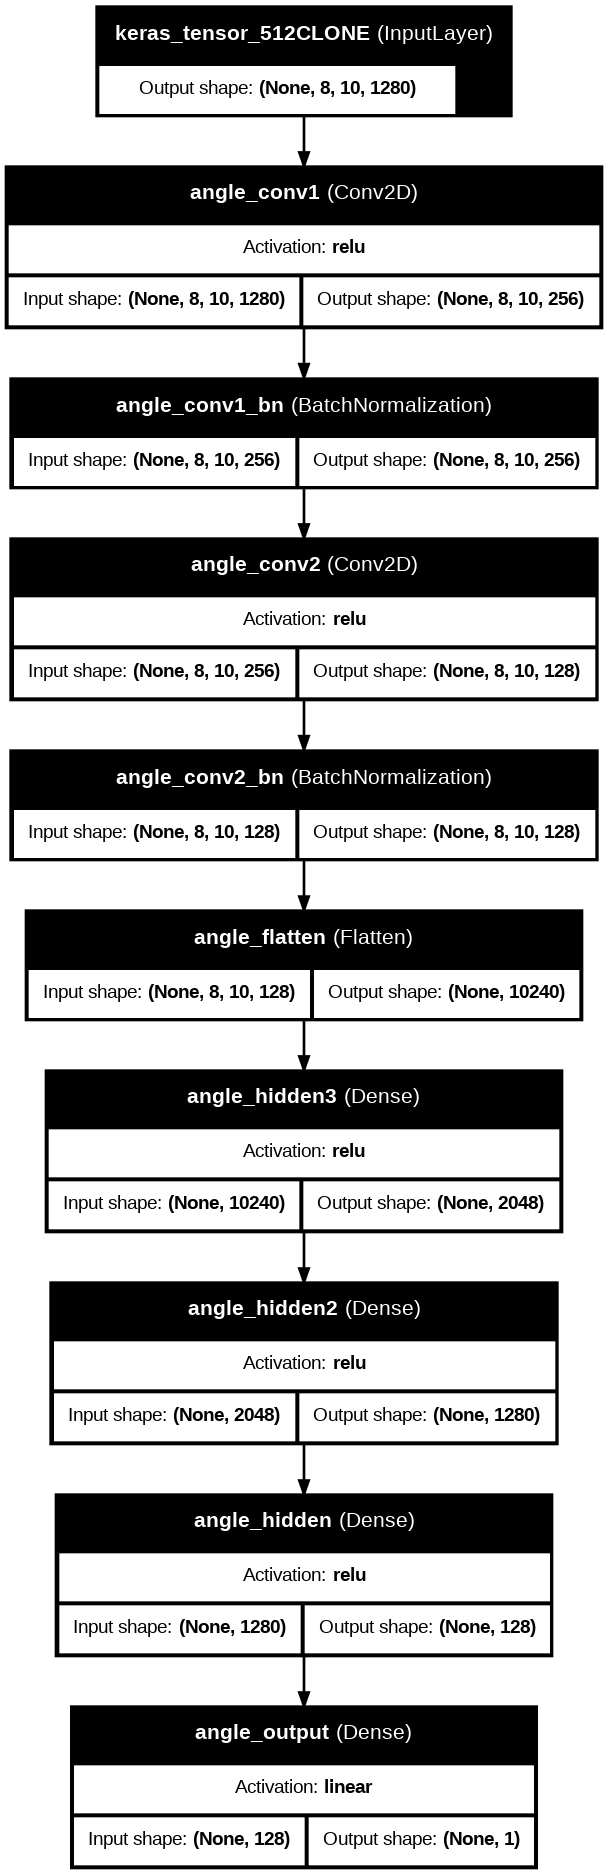 keras_tensor_512CLONE (InputLayer)
Output shape: (None, 8, 10, 1280)
angle_conv1 (Conv2D)
Activation: relu
Input shape: (None, 8, 10, 1280) Output shape: (None, 8, 10, 256)
angle_conv1_bn (BatchNormalization)
Input shape: (None, 8, 10, 256) Output shape: (None, 8, 10, 256)
angle_conv2 (Conv2D)
Activation: relu
Input shape: (None, 8, 10, 256) Output shape: (None, 8, 10, 128)
angle_conv2_bn (BatchNormalization)
Input shape: (None, 8, 10, 128) Output shape: (None, 8, 10, 128)
angle_flatten (Flatten)
Input shape: (None, 8, 10, 128) Output shape: (None, 10240)
angle_hidden3 (Dense)
Activation: relu
Input shape: (None, 10240) Output shape: (None, 2048)
angle_hidden2 (Dense)
Activation: relu
Input shape: (None, 2048) Output shape: (None, 1280)
angle_hidden (Dense)
Activation: relu
Input shape: (None, 1280) Output shape: (None, 128)
angle_output (Dense)
Activation: linear
Input shape: (None, 128) Output shape: (None, 1)